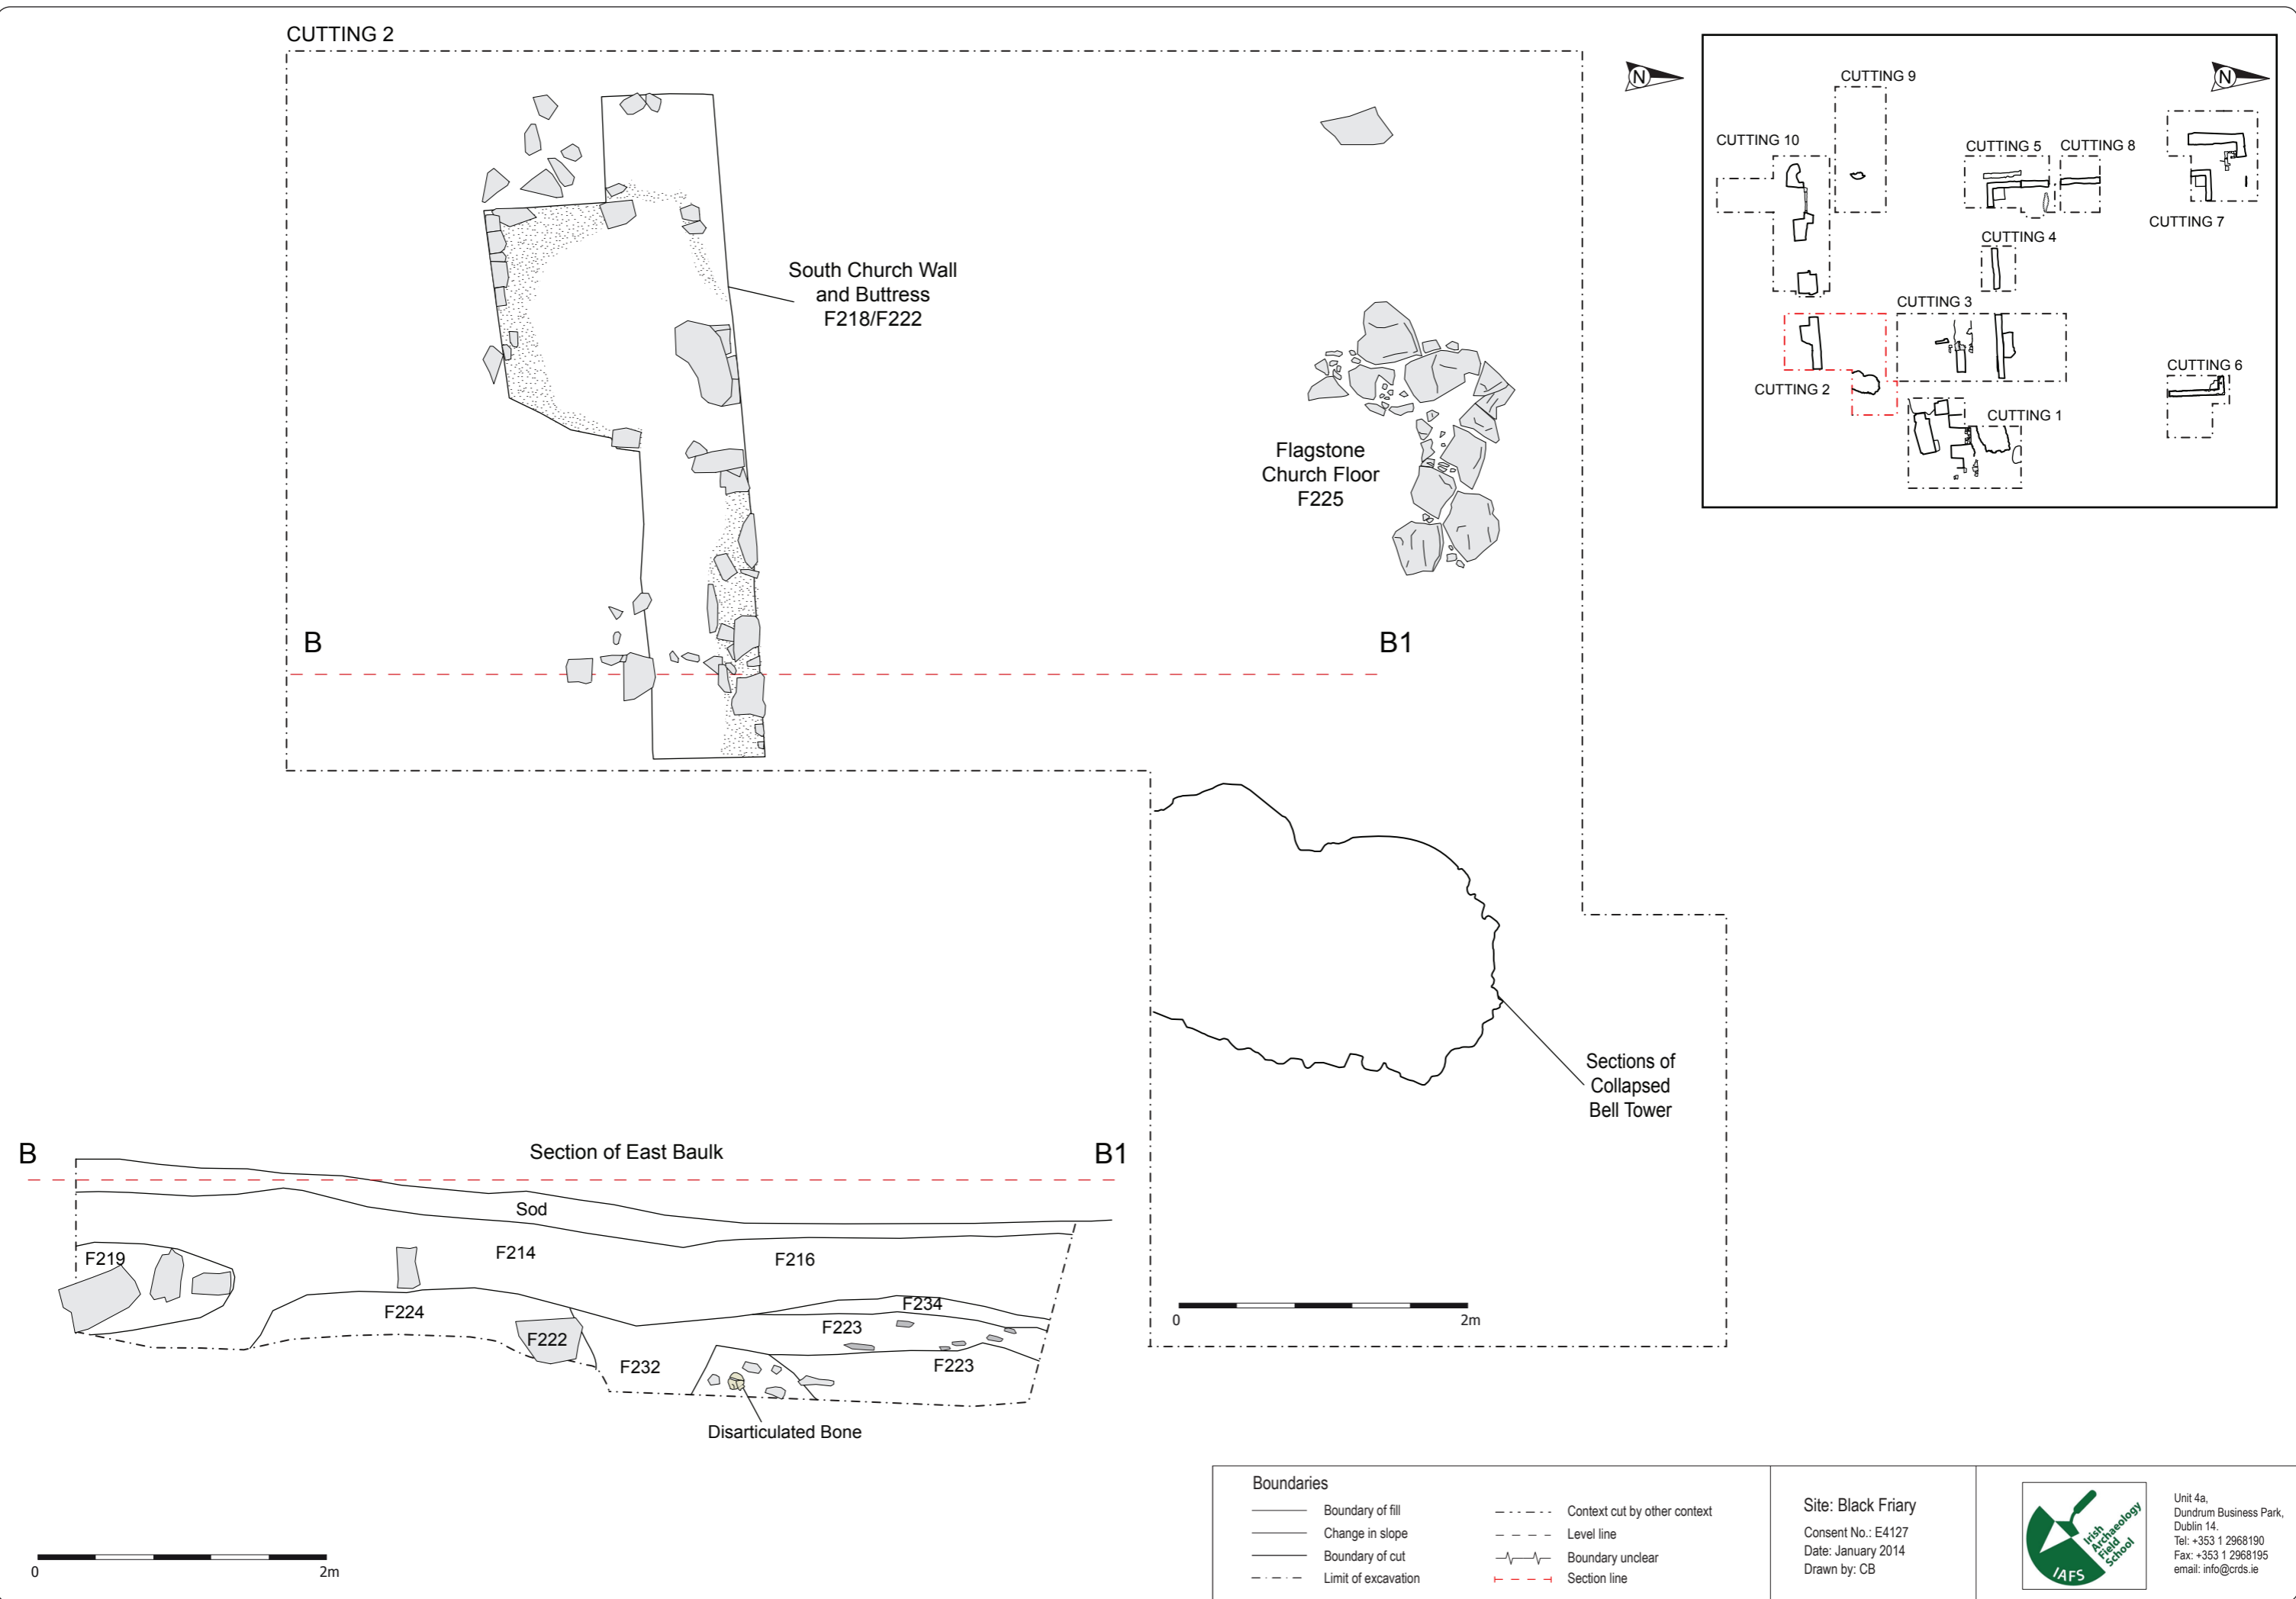 CUTTING 2
South Church Wall
and Buttress
F218/F222
Flagstone
Church Floor
F225
B
B1
Sections of
Collapsed
Bell Tower
0
2m
N
N
CUTTING 9
CUTTING 10
CUTTING 5
CUTTING 8
CUTTING 7
CUTTING 4
CUTTING 3
CUTTING 6
CUTTING 2
CUTTING 1
B
Section of East Baulk
B1
Sod
F219
F214
F216
F224
F234
F222
F223
F232
F223
Disarticulated Bone
0
2m
Boundaries
Boundary of fill
Change in slope
Boundary of cut
Limit of excavation
Context cut by other context
Level line
Boundary unclear
Section line
Site: Black Friary
Consent No.: E4127
Date: January 2014
Drawn by: CB
Irish
Archaeology
Field
School
IAFS
Unit 4a,
Dundrum Business Park,
Dublin 14.
Tel: +353 1 2968190
Fax: +353 1 2968195
email: info@crds.ie